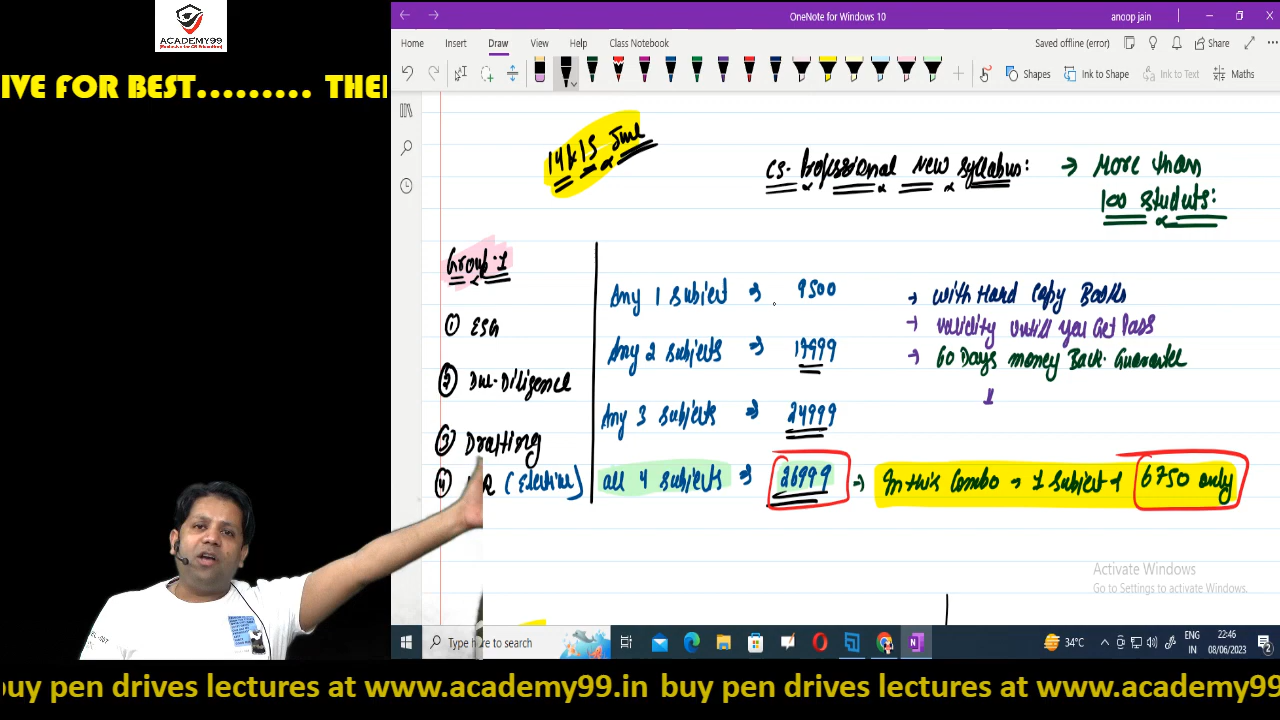 ACADEMY99
IVE FOR BEST......... THE
OneNote for Windows 10
anoop jain
Home Insert Draw View Help Class Notebook
Saved offline (error)
Share
Shapes
Ink to Shape
Ink to Text
Maths
14 & 15 June
CS- Professional New Syllabus: → More than
100 students:
Group-1
① ESG
② Due-Diligence
③ Drafting
④ (Elective)
Any 1 Subject ⇒ 9500
Any 2 subjects ⇒
Any 3 subjects ⇒ 24999
all 4 subjects ⇒ 26999 ⇒ In this Combo → 1 Subject 6750 only
→ with Hard Copy Books
→ validity untill you Get Pass
→ 60 Days money Back Guarantee
Activate Windows
Go to Settings to activate Windows.
Type here to search
34°C
ENG
IN
22:46
08/06/2023
2
buy pen drives lectures at www.academy99.in buy pen drives lectures at www.academy99